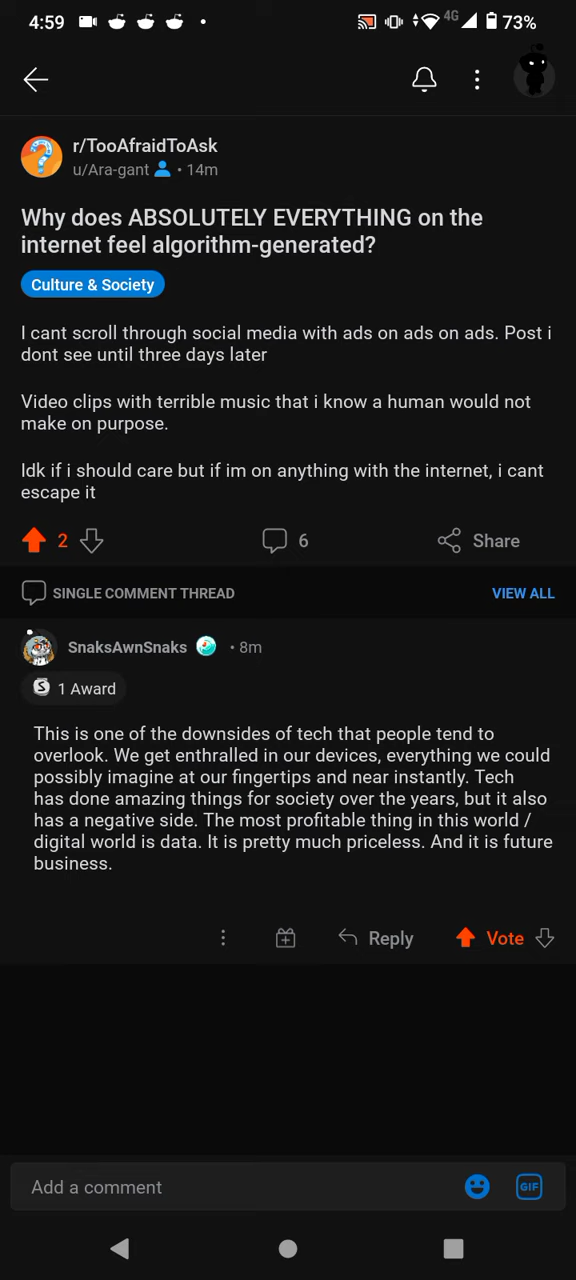 4:59
4G
73%
r/TooAfraidToAsk
u/Ara-gant • 14m
Why does ABSOLUTELY EVERYTHING on the
internet feel algorithm-generated?
Culture & Society
I cant scroll through social media with ads on ads on ads. Post i
dont see until three days later
Video clips with terrible music that i know a human would not
make on purpose.
Idk if i should care but if im on anything with the internet, i cant
escape it
2
6
Share
SINGLE COMMENT THREAD
VIEW ALL
SnaksAwnSnaks • 8m
S 1 Award
This is one of the downsides of tech that people tend to
overlook. We get enthralled in our devices, everything we could
possibly imagine at our fingertips and near instantly. Tech
has done amazing things for society over the years, but it also
has a negative side. The most profitable thing in this world /
digital world is data. It is pretty much priceless. And it is future
business.
Reply
Vote
Add a comment
GIF